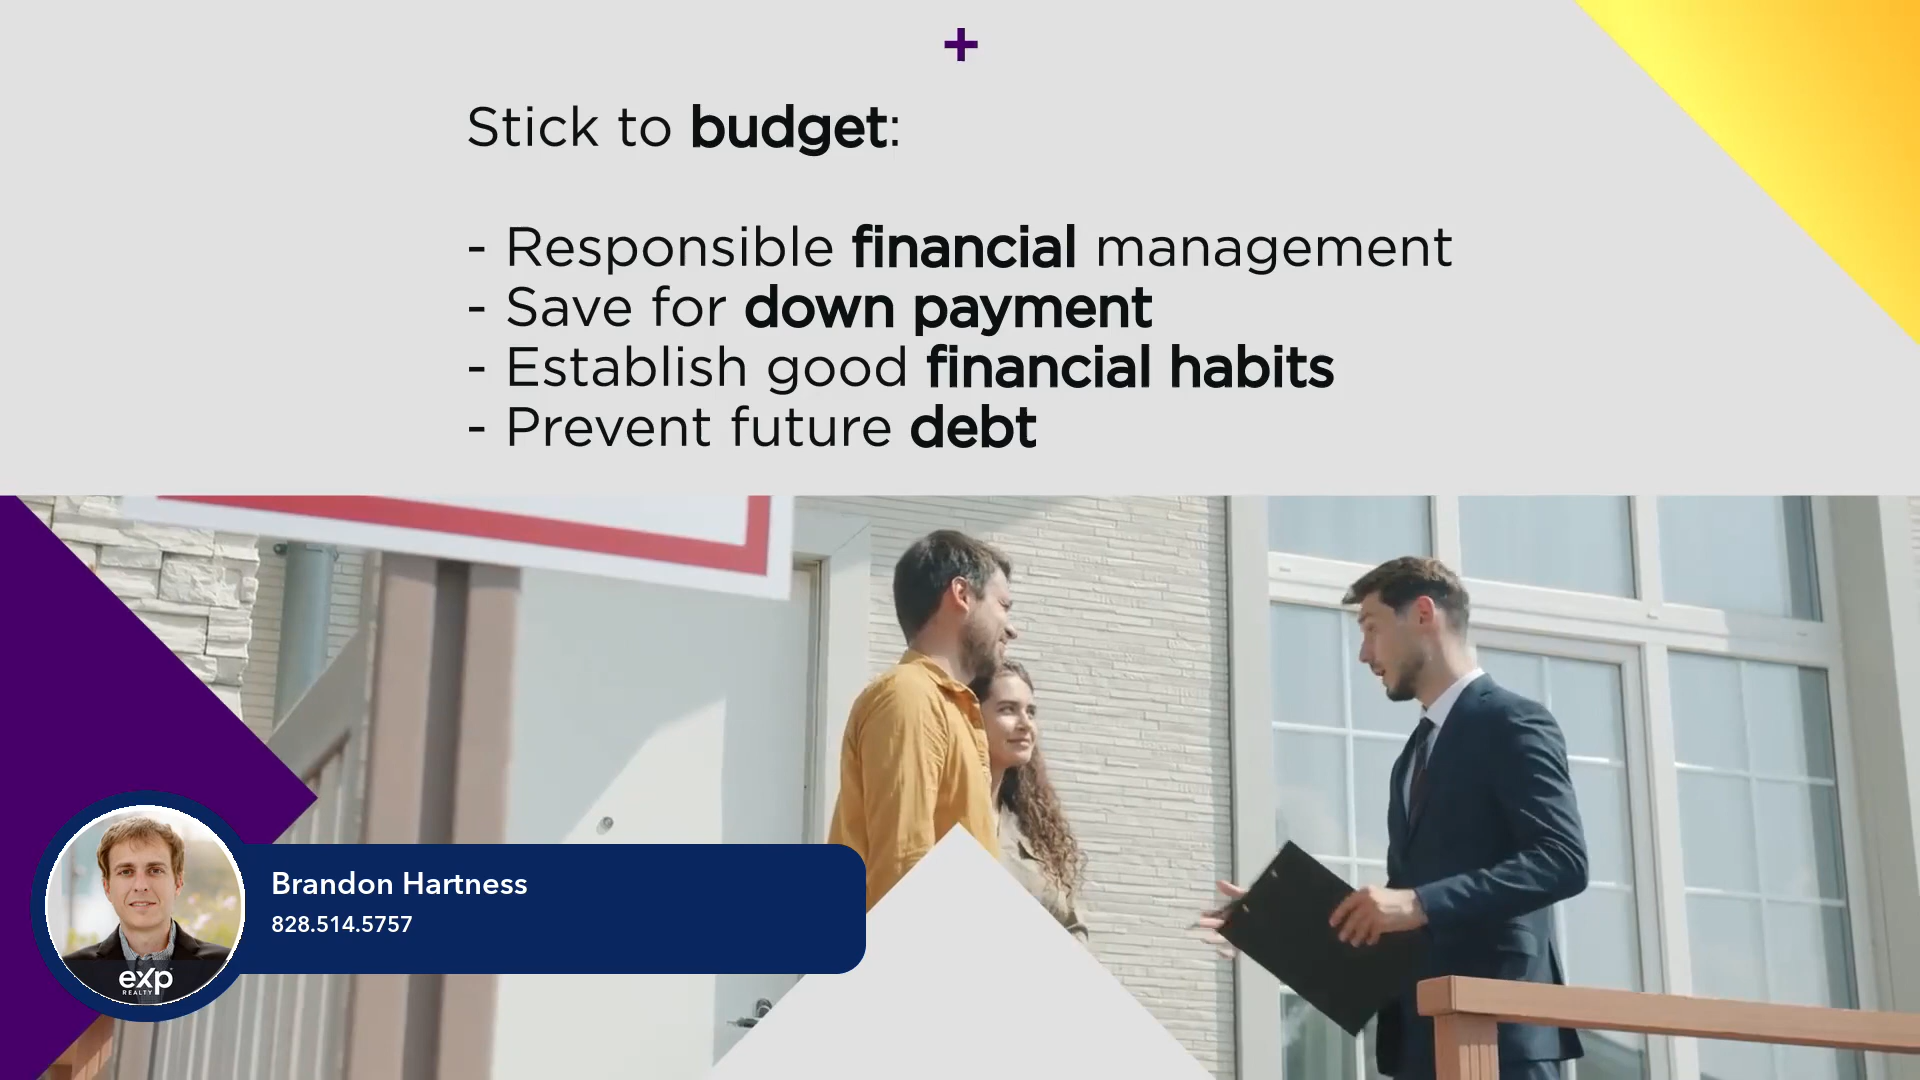 +
Stick to budget:
- Responsible financial management
- Save for down payment
- Establish good financial habits
- Prevent future debt
Brandon Hartness
828.514.5757
eXp
REALTY